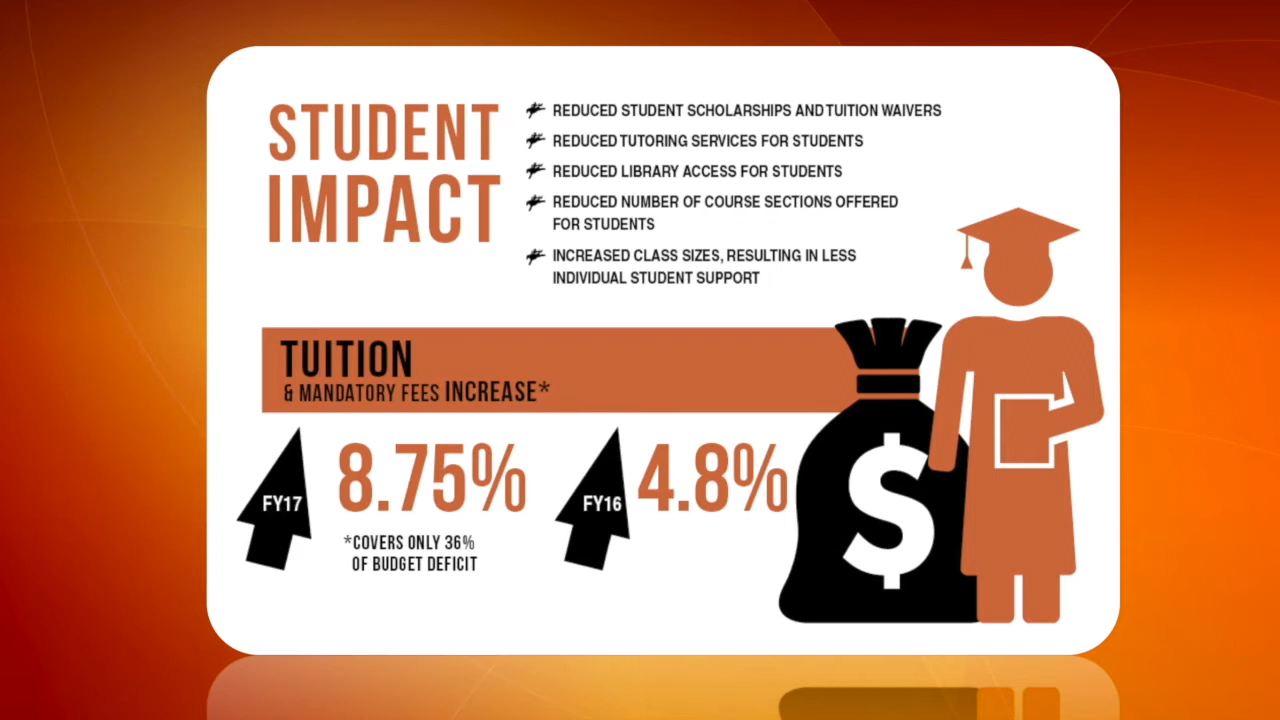 STUDENT
IMPACT
REDUCED STUDENT SCHOLARSHIPS AND TUITION WAIVERS
REDUCED TUTORING SERVICES FOR STUDENTS
REDUCED LIBRARY ACCESS FOR STUDENTS
REDUCED NUMBER OF COURSE SECTIONS OFFERED
FOR STUDENTS
INCREASED CLASS SIZES, RESULTING IN LESS
INDIVIDUAL STUDENT SUPPORT
TUITION
& MANDATORY FEES INCREASE*
FY17 8.75%
*COVERS ONLY 36%
OF BUDGET DEFICIT
FY16 4.8%
$